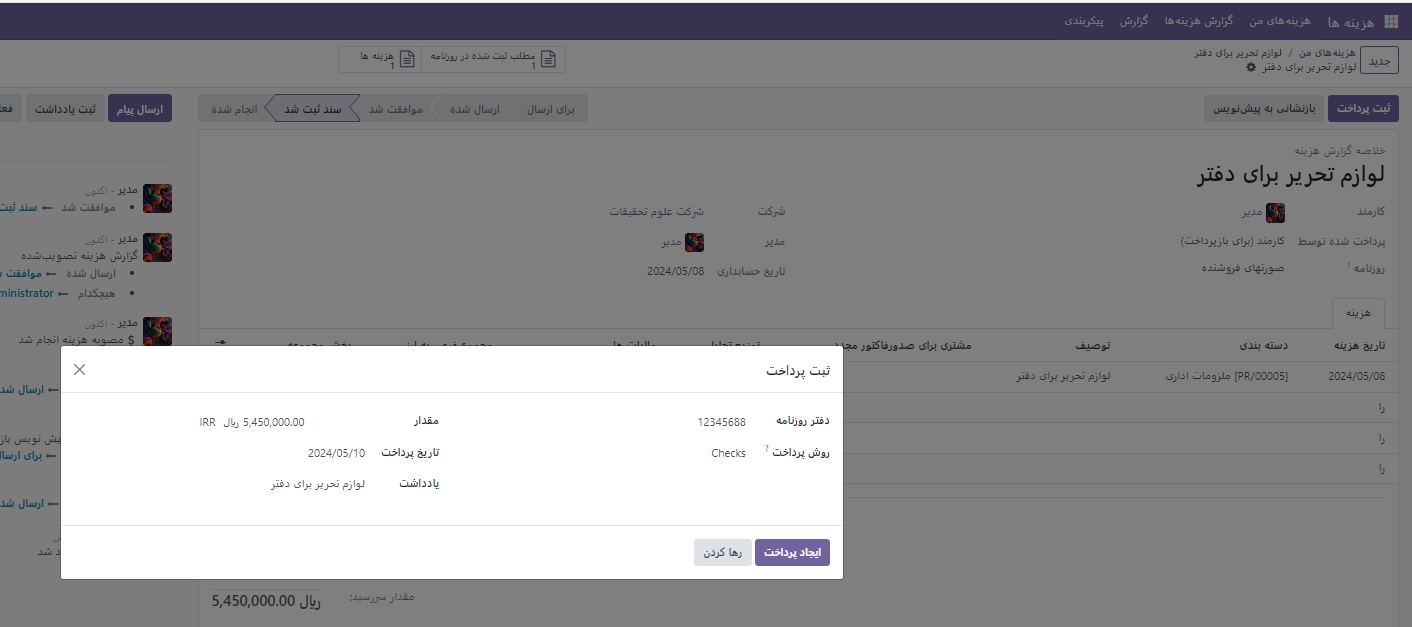 هزینه ها هزینه‌های من گزارش هزینه‌ها گزارش پیکربندی
جدید
هزینه‌های من / لوازم تحریر برای دفتر
لوازم تحریر برای دفتر
مطلب ثبت شده در روزنامه
1
هزینه ها
1
ثبت پرداخت بازنشانی به پیش‌نویس
برای ارسال ارسال شده موافقت شد سند ثبت شد انجام شده
ارسال پیام ثبت یادداشت فعا
خلاصه گزارش هزینه
لوازم تحریر برای دفتر
کارمند مدیر
پرداخت شده توسط کارمند (برای بازپرداخت)
روزنامه ? صورتهای فروشنده
شرکت شرکت علوم تحقیقات
مدیر مدیر
تاریخ حسابداری 2024/05/08
هزینه
تاریخ هزینه دسته بندی توصیف مشتری برای صدورفاکتور مجدد
2024/05/08 [PR/00005] ملزومات اداری لوازم تحریر برای دفتر
را
را
را
مدیر - اکنون
موافقت شد ← سند ثبت
مدیر - اکنون
گزارش هزینه تصویب‌شده
ارسال شده ← موافقت ش
هیچکدام ← ministrator
مدیر - اکنون
$ مصوبه هزینه انجام شد
← ارسال شد
یش نویس باز
← برای ارسال
← ارسال شد
د شد
ثبت پرداخت
دفتر روزنامه 12345688
روش پرداخت ? Checks
مقدار 5,450,000.00 ریال IRR
تاریخ پرداخت 2024/05/10
یادداشت لوازم تحریر برای دفتر
ایجاد پرداخت رها کردن
مقدار سررسید: 5,450,000.00 ریال